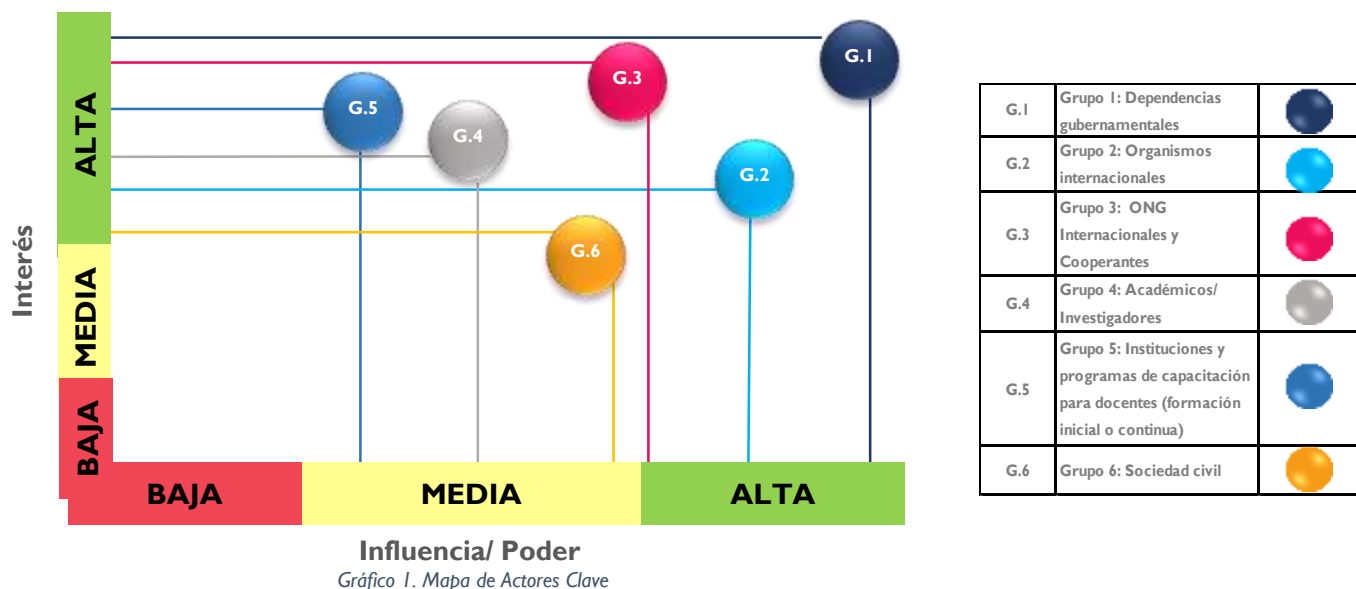 Interés
ALTA
MEDIA
BAJA
G.1
G.3
G.5
G.4
G.2
G.6
BAJA
MEDIA
ALTA
Influencia/ Poder
Gráfico 1. Mapa de Actores Clave
G.1
Grupo 1: Dependencias
gubernamentales
G.2
Grupo 2: Organismos
internacionales
G.3
Grupo 3: ONG
Internacionales y
Cooperantes
G.4
Grupo 4: Académicos/
Investigadores
G.5
Grupo 5: Instituciones y
programas de capacitación
para docentes (formación
inicial o continua)
G.6
Grupo 6: Sociedad civil